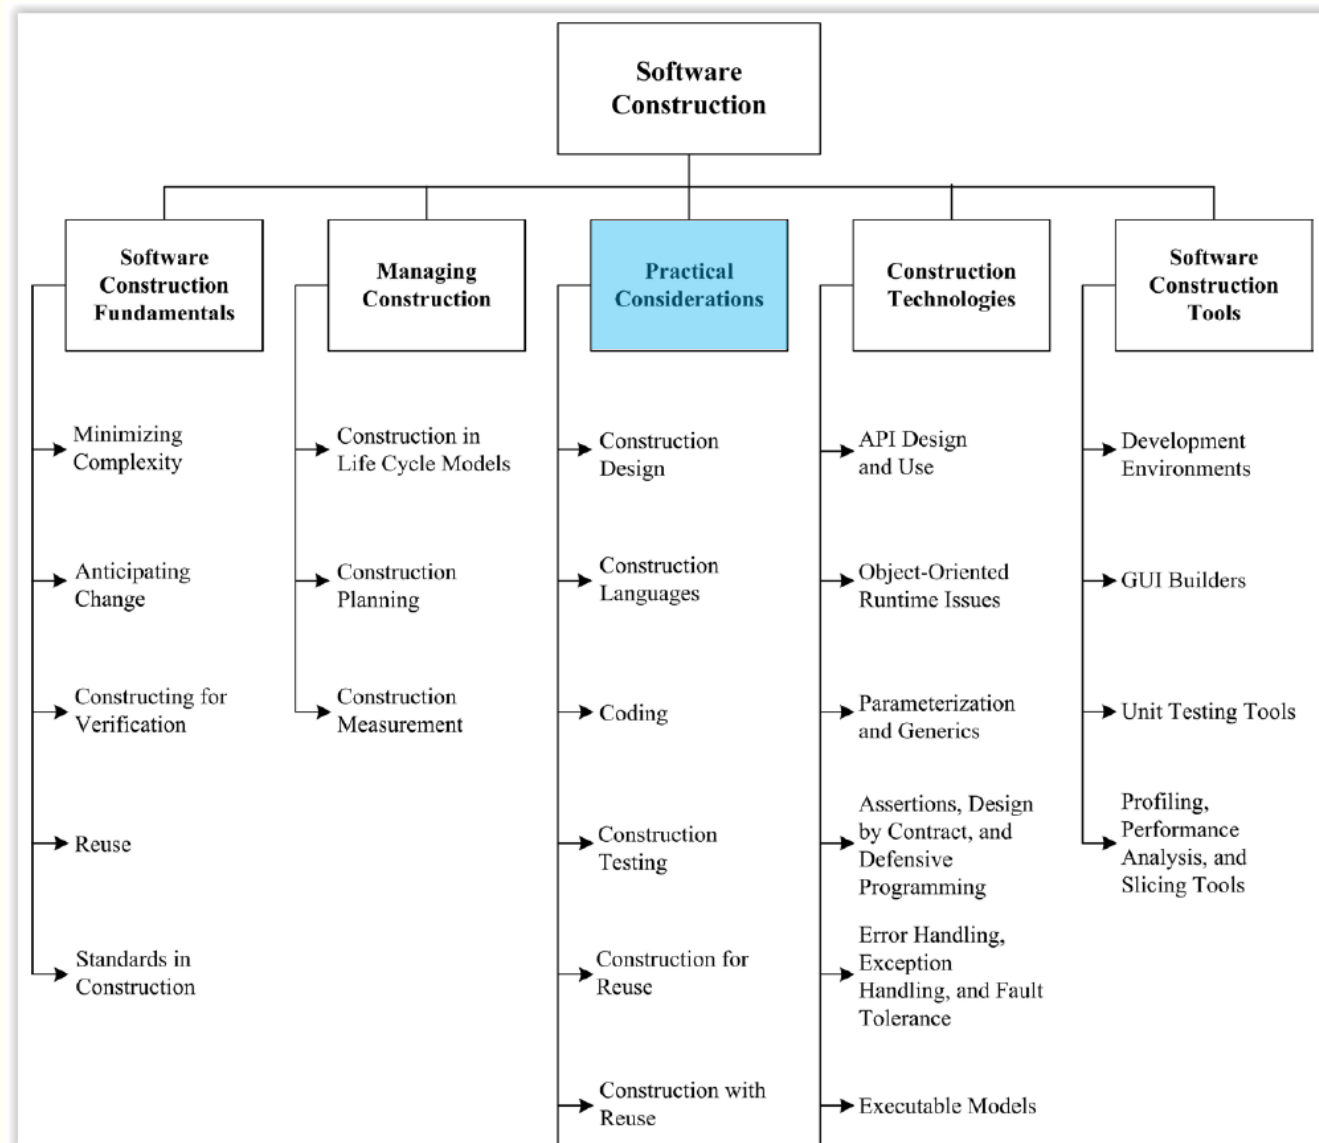 Software
Construction
Software
Construction
Fundamentals
Minimizing
Complexity
Anticipating
Change
Constructing for
Verification
Reuse
Standards in
Construction
Managing
Construction
Construction in
Life Cycle Models
Construction
Planning
Construction
Measurement
Practical
Considerations
Construction
Design
Construction
Languages
Coding
Construction
Testing
Construction for
Reuse
Construction with
Reuse
Construction
Technologies
API Design
and Use
Object-Oriented
Runtime Issues
Parameterization
and Generics
Assertions, Design
by Contract, and
Defensive
Programming
Error Handling,
Exception
Handling, and Fault
Tolerance
Executable Models
Software
Construction
Tools
Development
Environments
GUI Builders
Unit Testing Tools
Profiling,
Performance
Analysis, and
Slicing Tools